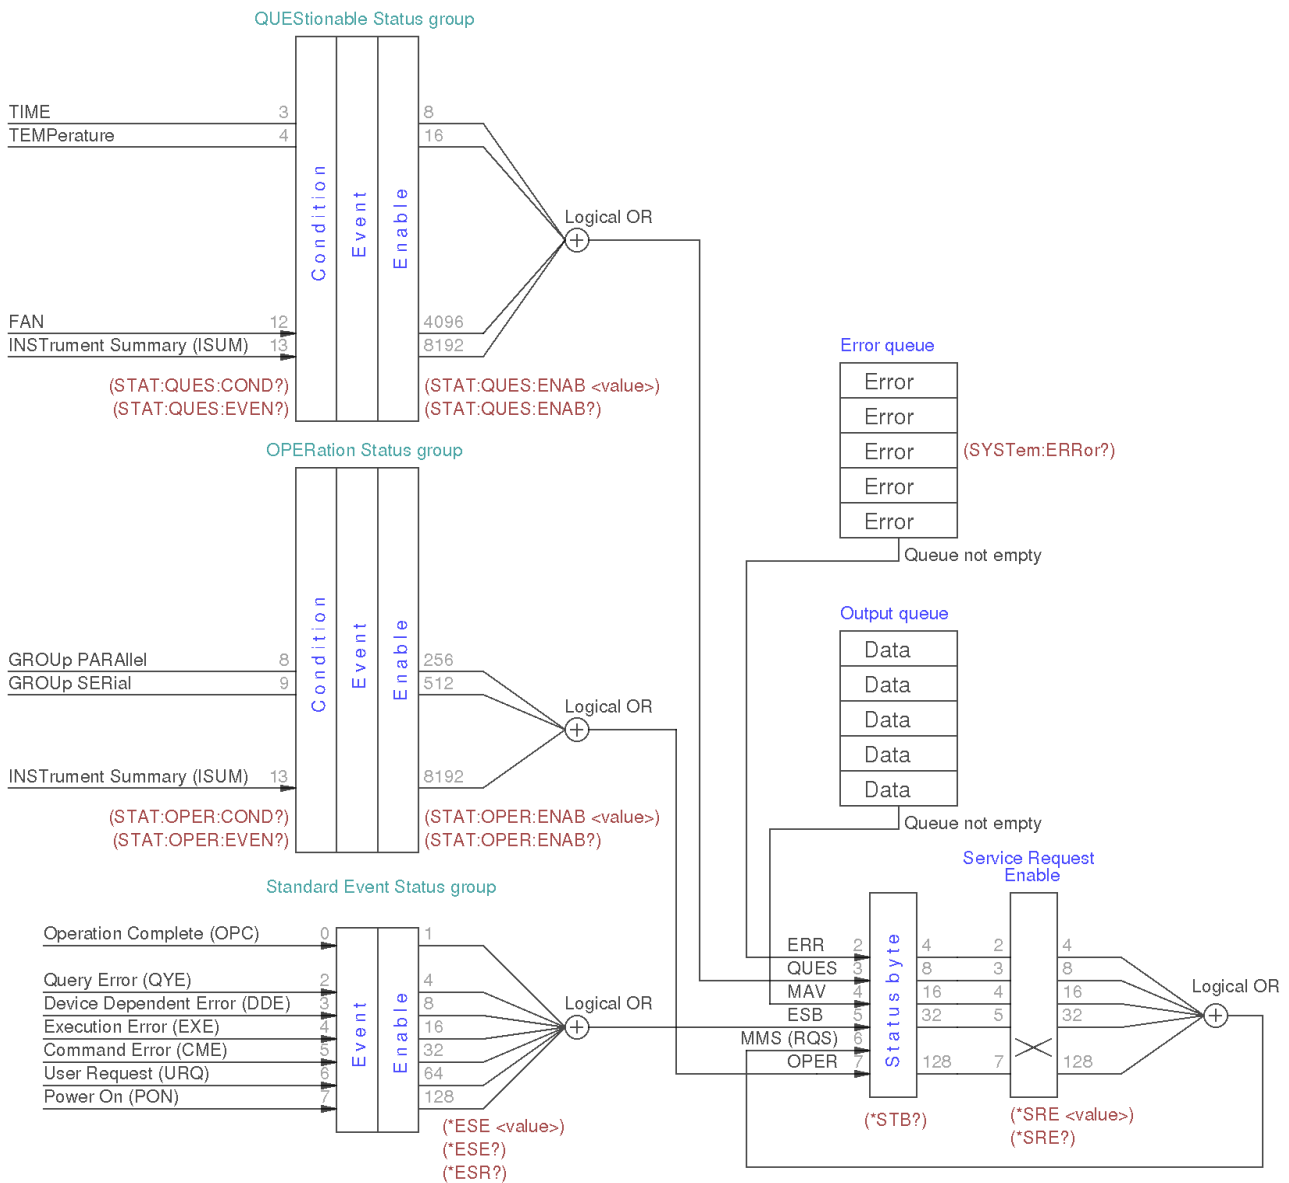 QUEStionable Status group
TIME 3 8
TEMPerature 4 16
Condition
Event
Enable
Logical OR
FAN 12 4096
INSTrument Summary (ISUM) 13 8192
(STAT:QUES:COND?) (STAT:QUES:ENAB <value>)
(STAT:QUES:EVEN?) (STAT:QUES:ENAB?)
OPERation Status group
GROUp PARAllel 8 256
GROUp SERial 9 512
Condition
Event
Enable
Logical OR
INSTrument Summary (ISUM) 13 8192
(STAT:OPER:COND?) (STAT:OPER:ENAB <value>)
(STAT:OPER:EVEN?) (STAT:OPER:ENAB?)
Standard Event Status group
Operation Complete (OPC) 0 1
Query Error (QYE) 2 4
Device Dependent Error (DDE) 3 8
Execution Error (EXE) 4 16
Command Error (CME) 5 32
User Request (URQ) 6 64
Power On (PON) 7 128
Event
Enable
Logical OR
(*ESE <value>)
(*ESE?)
(*ESR?)
Error queue
Error
Error
Error
Error
Error
(SYSTem:ERRor?)
Queue not empty
Output queue
Data
Data
Data
Data
Data
Queue not empty
Service Request
Enable
ERR 2 4 2 4
QUES 3 8 3 8
MAV 4 16 4 16
ESB 5 32 5 32
MMS (RQS) 6
OPER 7 128 7 128
Status byte
Logical OR
(*STB?)
(*SRE <value>)
(*SRE?)